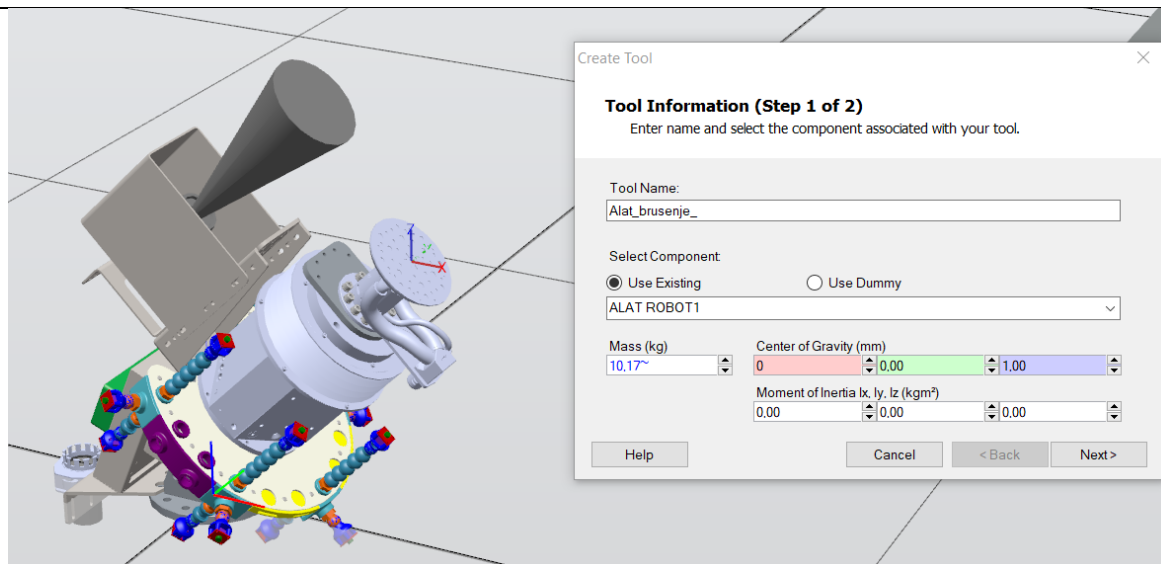 Create Tool
Tool Information (Step 1 of 2)
Enter name and select the component associated with your tool.
Tool Name:
Alat_brusenje_
Select Component:
Use Existing Use Dummy
ALAT ROBOT1
Mass (kg) Center of Gravity (mm)
10,17~ 0 0,00 1,00
Moment of Inertia Ix, Iy, Iz (kgm²)
0,00 0,00 0,00
Help Cancel < Back Next >
Z
X